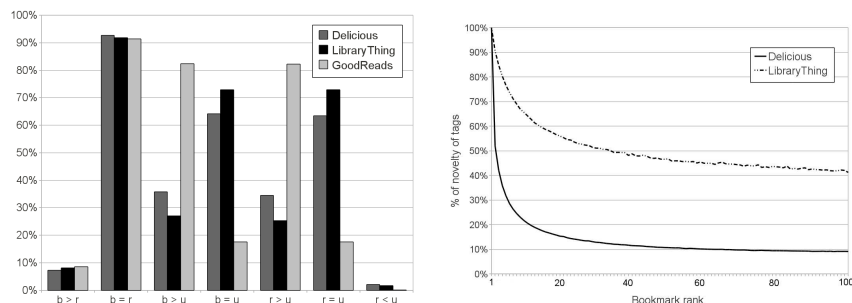 100%
90%
80%
70%
60%
50%
40%
30%
20%
10%
0%
Delicious
LibraryThing
GoodReads
b > r
b = r
b > u
b = u
r > u
r = u
r < u
% of novelty of tags
100%
90%
80%
70%
60%
50%
40%
30%
20%
10%
0%
Delicious
LibraryThing
1
20
40
60
80
100
Bookmark rank